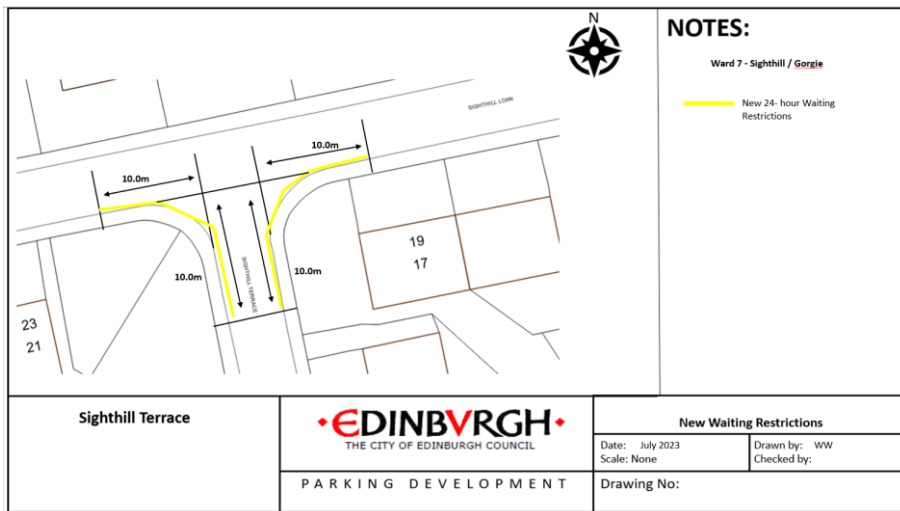 N
NOTES:
Ward 7 - Sighthill / Gorgie
New 24- hour Waiting
Restrictions
SIGHTHILL LOAN
10.0m
10.0m
10.0m
10.0m
SIGHTHILL TERRACE
19
17
23
21
Sighthill Terrace
EDINBVRGH
THE CITY OF EDINBURGH COUNCIL
PARKING DEVELOPMENT
New Waiting Restrictions
Date: July 2023
Scale: None
Drawn by: WW
Checked by:
Drawing No: